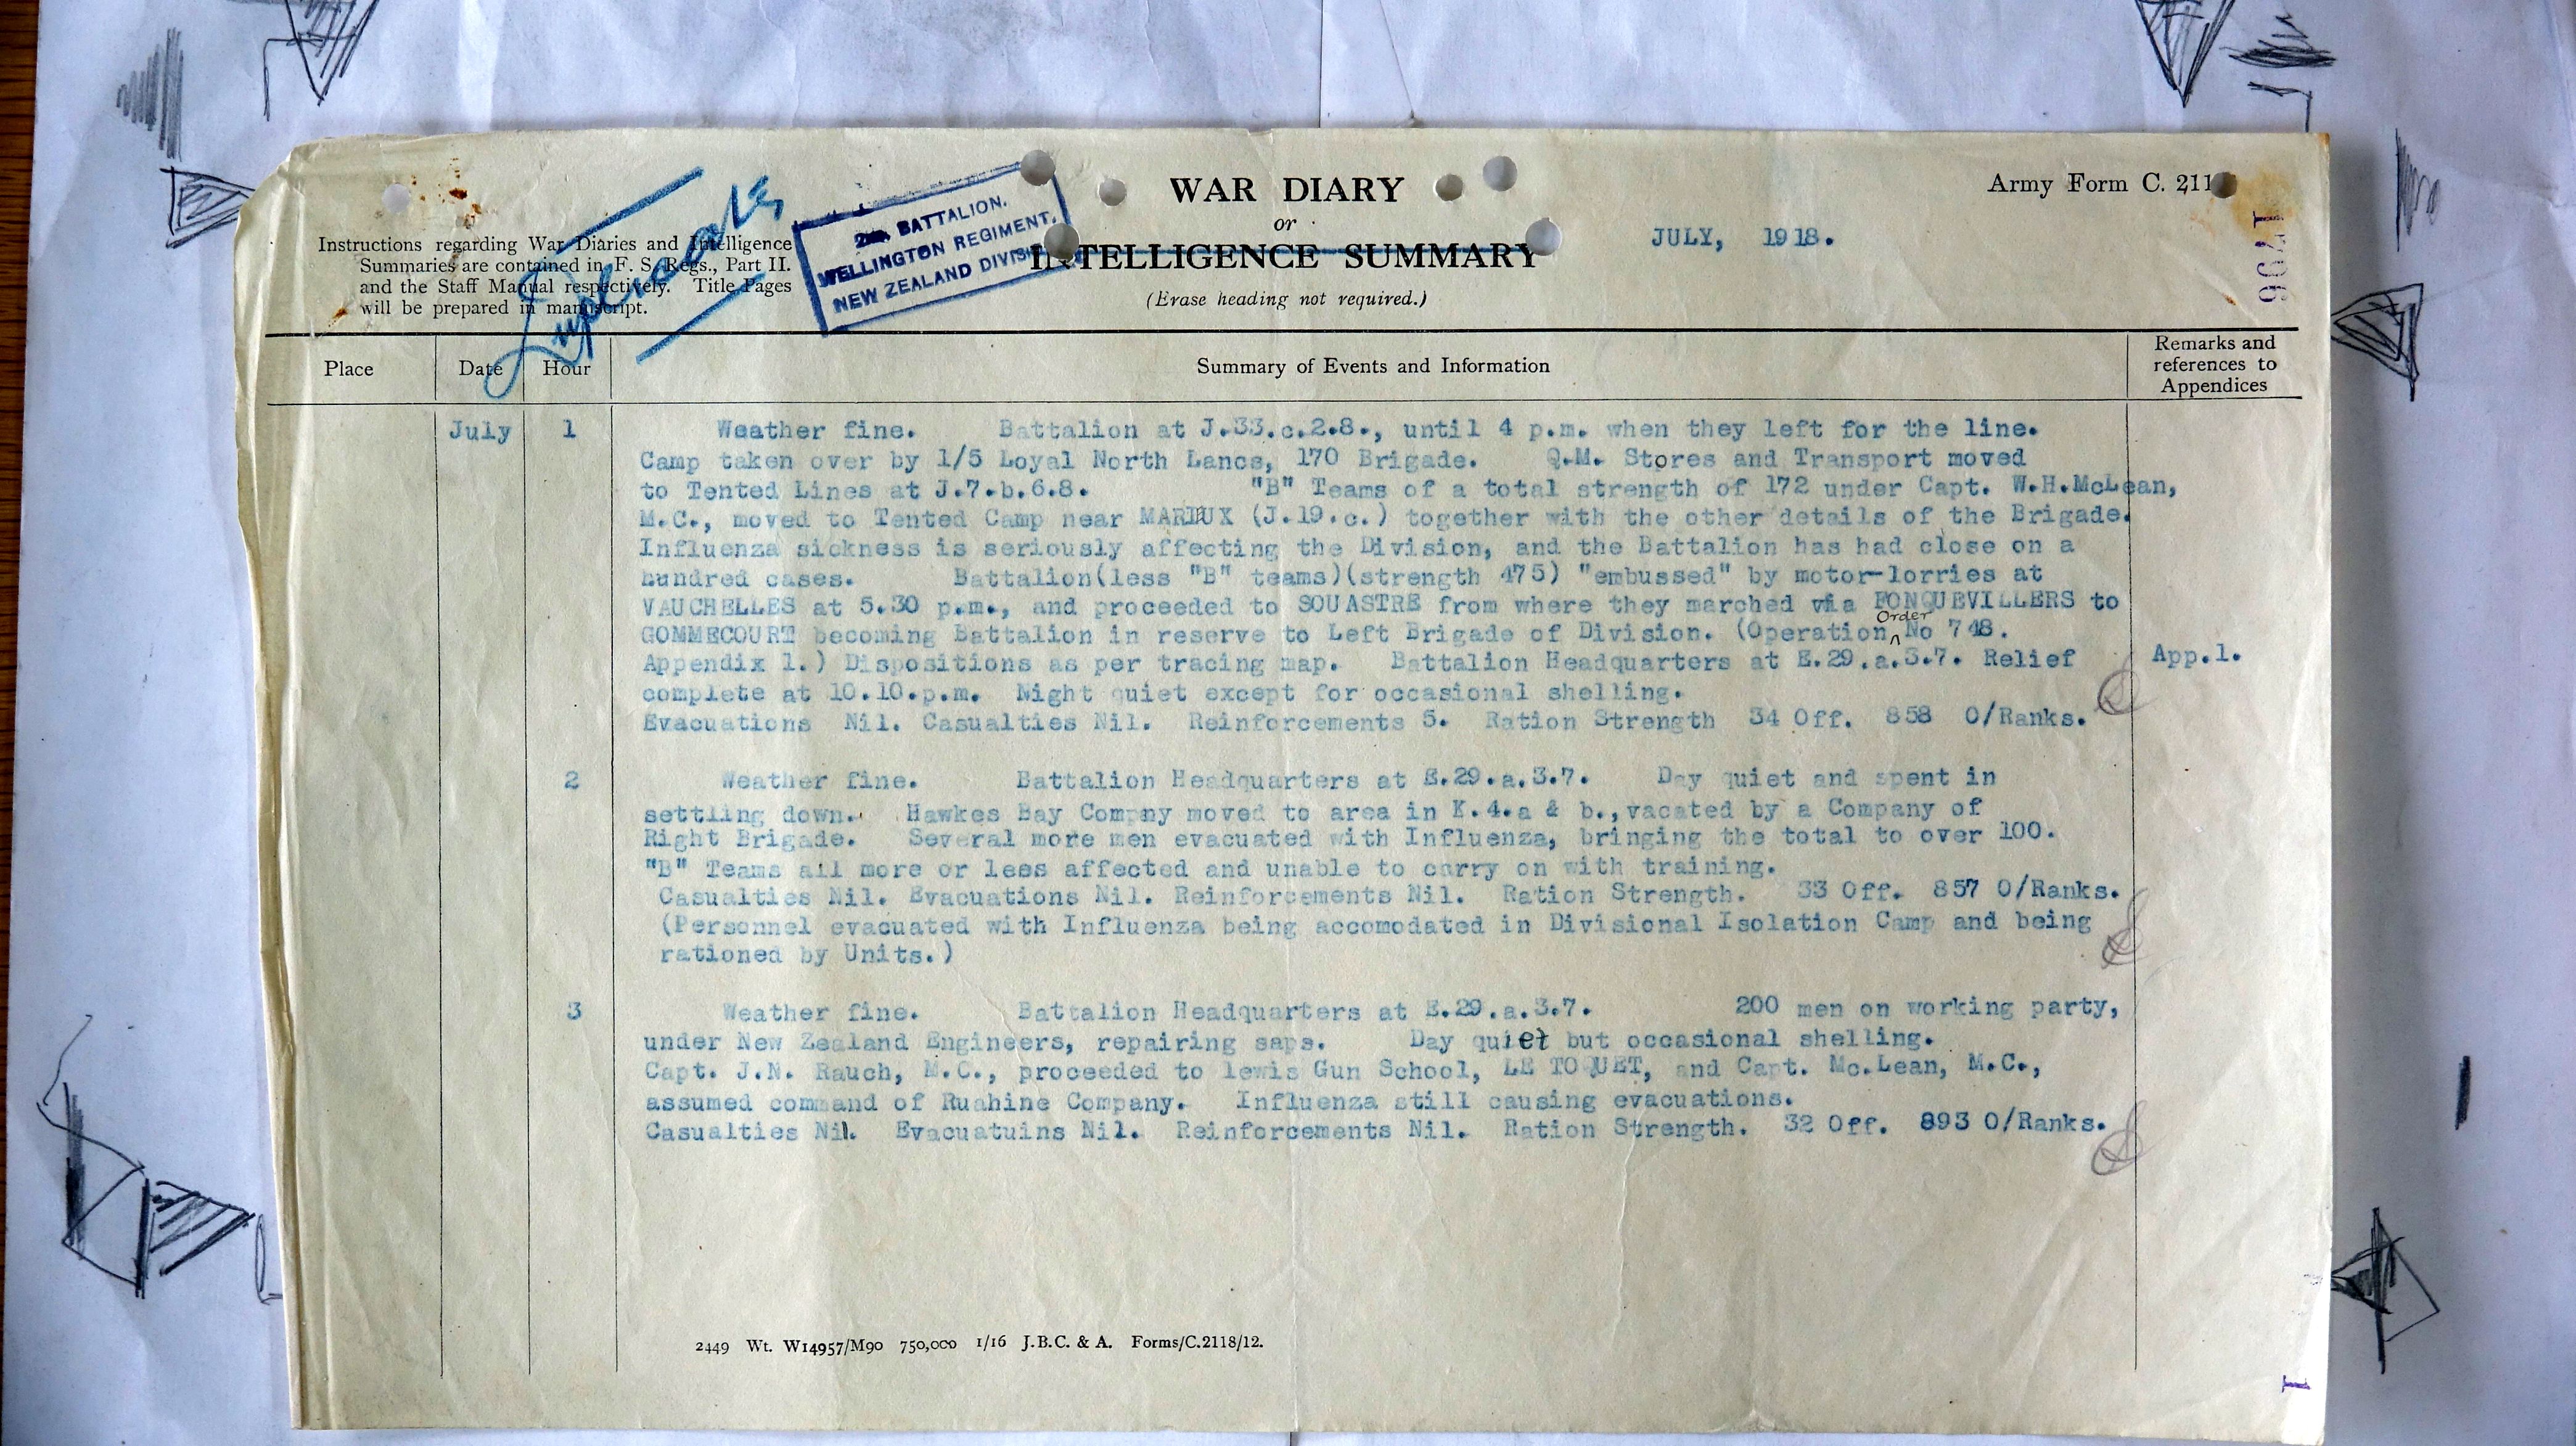 Duplicate
2nd BATTALION.
WELLINGTON REGIMENT.
NEW ZEALAND DIVISION
WAR DIARY
or
INTELLIGENCE SUMMARY
(Erase heading not required.)
JULY, 1918.
Army Form C. 211
1796
Instructions regarding War Diaries and Intelligence
Summaries are contained in F. S. Regs., Part II.
and the Staff Manual respectively. Title Pages
will be prepared in manuscript.
Place Date Hour Summary of Events and Information Remarks and
references to
Appendices
July 1 Weather fine. Battalion at J.33.c.2.8., until 4 p.m. when they left for the line.
Camp taken over by 1/5 Loyal North Lancs, 170 Brigade. Q.M. Stores and Transport moved
to Tented Lines at J.7.b.6.8. "B" Teams of a total strength of 172 under Capt. W.H.McLean,
M.C., moved to Tented Camp near MARIEUX (J.19.c.) together with the other details of the Brigade.
Influenza sickness is seriously affecting the Division, and the Battalion has had close on a
hundred cases. Battalion(less "B" teams)(strength 475) "embussed" by motor-lorries at
VAUCHELLES at 5.30 p.m., and proceeded to SOUASTRE from where they marched via FONQUEVILLERS to
GOMMECOURT becoming Battalion in reserve to Left Brigade of Division. (Operation Order No 748.
Appendix 1.) Dispositions as per tracing map. Battalion Headquarters at E.29.a.3.7. Relief App.1.
complete at 10.10.p.m. Night quiet except for occasional shelling.
Evacuations Nil. Casualties Nil. Reinforcements 5. Ration Strength 34 Off. 858 O/Ranks.
2 Weather fine. Battalion Headquarters at E.29.a.3.7. Day quiet and spent in
settling down. Hawkes Bay Compny moved to area in K.4.a & b.,vacated by a Company of
Right Brigade. Several more men evacuated with Influenza, bringing the total to over 100.
"B" Teams all more or less affected and unable to carry on with training.
Casualties Nil. Evacuations Nil. Reinforcements Nil. Ration Strength. 33 Off. 857 O/Ranks.
(Personnel evacuated with Influenza being accomodated in Divisional Isolation Camp and being
rationed by Units.)
3 Weather fine. Battalion Headquarters at E.29.a.3.7. 200 men on working party,
under New Zealand Engineers, repairing saps. Day quiet but occasional shelling.
Capt. J.N. Rauch, M.C., proceeded to lewis Gun School, LE TOQUET, and Capt. Mc.Lean, M.C.,
assumed command of Ruahine Company. Influenza still causing evacuations.
Casualties Nil. Evacuatuins Nil. Reinforcements Nil. Ration Strength. 32 Off. 893 O/Ranks.
2449 Wt. W14957/M90 750,000 1/16 J.B.C. & A. Forms/C.2118/12.
1